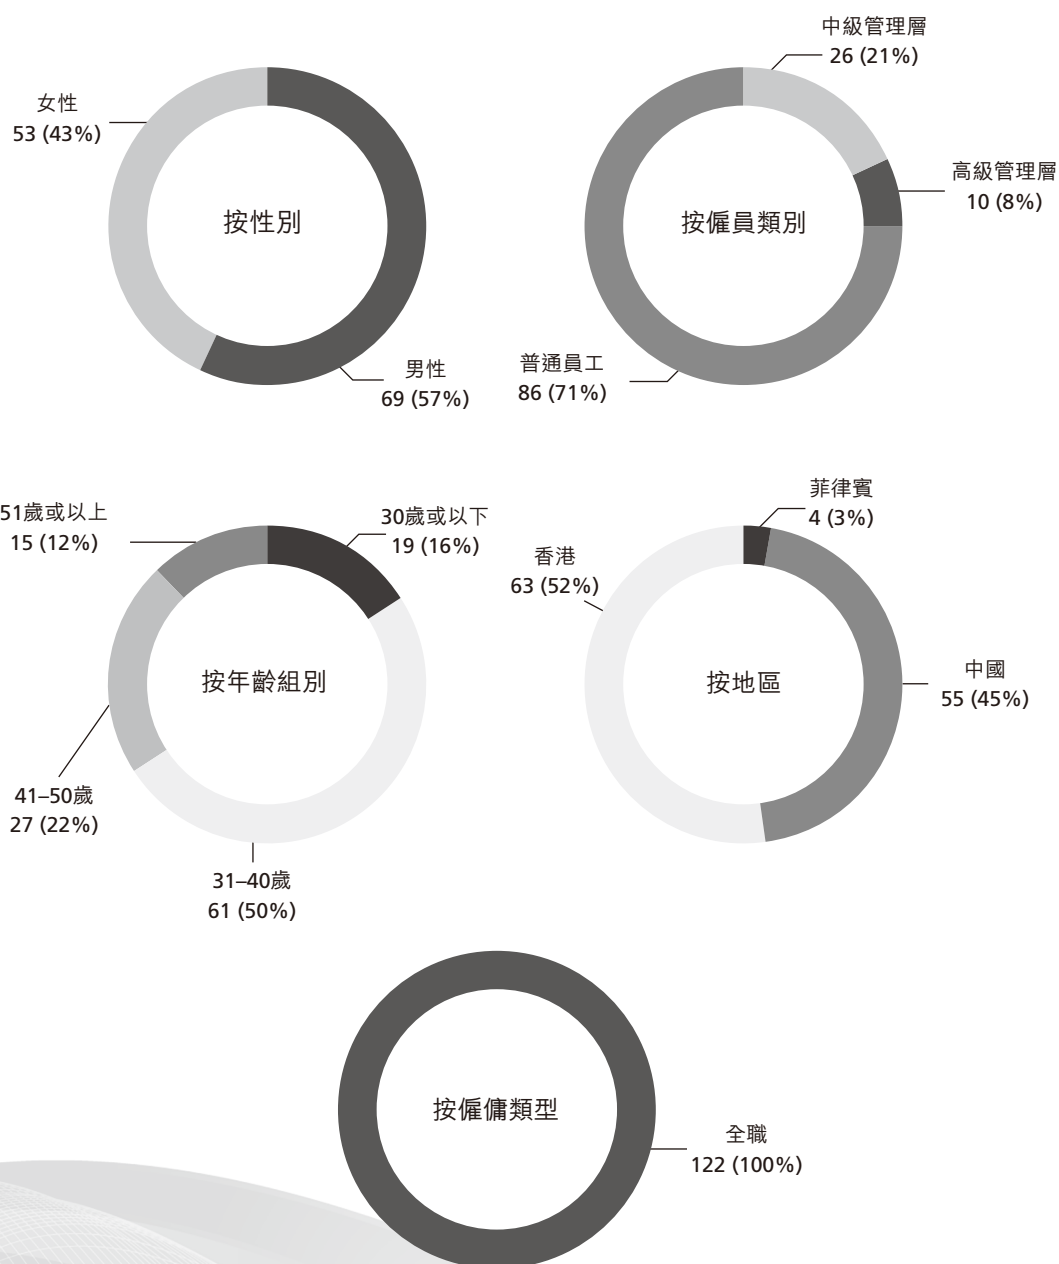 女性
53 (43%)
按性別
男性
69 (57%)
中級管理層
26 (21%)
高級管理層
10 (8%)
按僱員類別
普通員工
86 (71%)
51歲或以上
15 (12%)
30歲或以下
19 (16%)
按年齡組別
41–50歲
27 (22%)
31–40歲
61 (50%)
菲律賓
4 (3%)
香港
63 (52%)
按地區
中國
55 (45%)
按僱傭類型
全職
122 (100%)